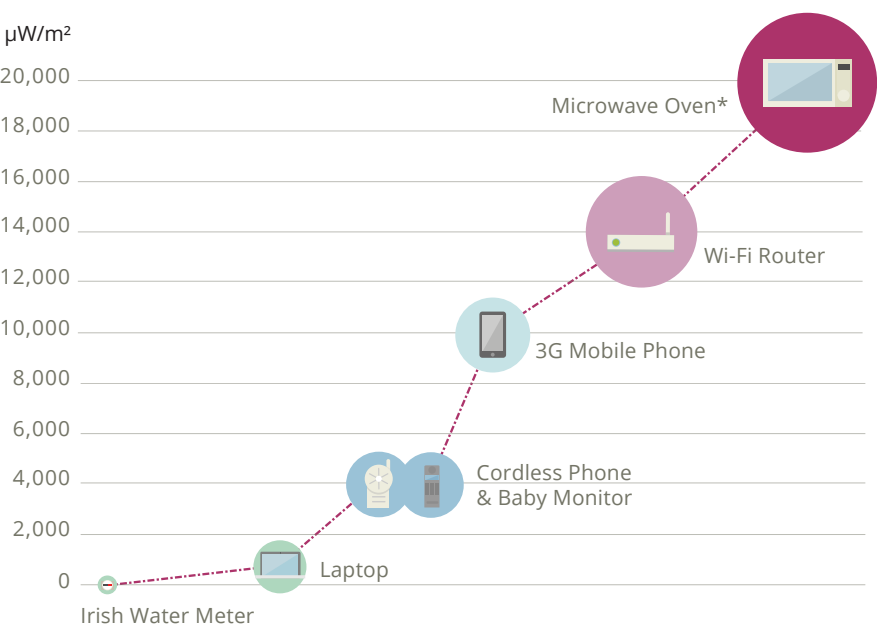 µW/m²
20,000
Microwave Oven*
18,000
16,000
14,000
Wi-Fi Router
12,000
10,000
3G Mobile Phone
8,000
6,000
4,000
Cordless Phone
& Baby Monitor
2,000
Laptop
0
Irish Water Meter